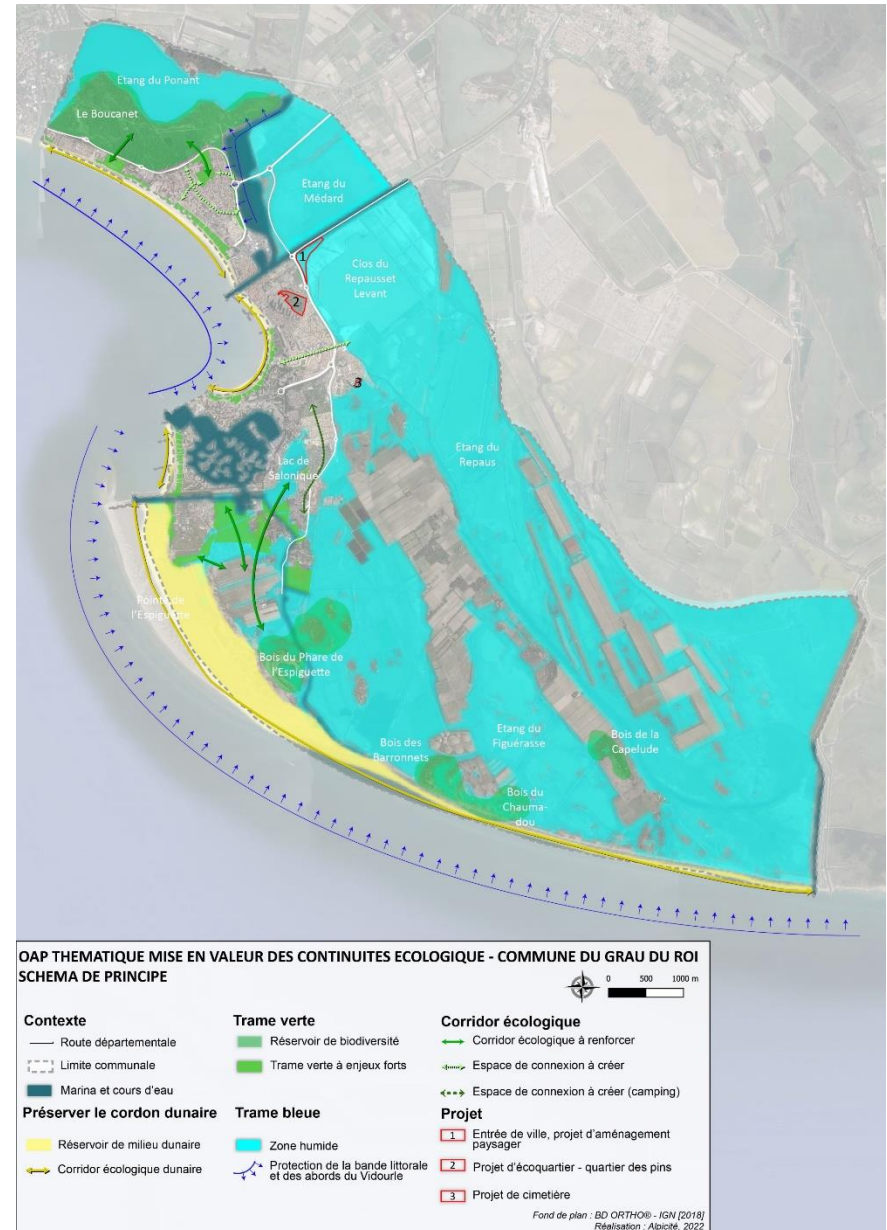 Etang du Ponant
Le Boucanet
Etang du
Médard
1
Clos du
Repausset
Levant
2
3
Etang du
Repaus
Lac de
Salonique
Pointe de
l'Espiguette
Bois du Phare de
l'Espiguette
Bois des
Barronnets
Etang du
Figuérasse
Bois de la
Capelude
Bois du
Chauma-
dou
OAP THEMATIQUE MISE EN VALEUR DES CONTINUITES ECOLOGIQUE - COMMUNE DU GRAU DU ROI
SCHEMA DE PRINCIPE
0 500 1000 m
Contexte
Route départementale
Limite communale
Marina et cours d'eau
Préserver le cordon dunaire
Réservoir de milieu dunaire
Corridor écologique dunaire
Trame verte
Réservoir de biodiversité
Trame verte à enjeux forts
Trame bleue
Zone humide
Protection de la bande littorale
et des abords du Vidourle
Corridor écologique
Corridor écologique à renforcer
Espace de connexion à créer
Espace de connexion à créer (camping)
Projet
1 Entrée de ville, projet d'aménagement
paysager
2 Projet d'écoquartier - quartier des pins
3 Projet de cimetière
Fond de plan : BD ORTHO® - IGN [2018]
Réalisation : Alpicité, 2022